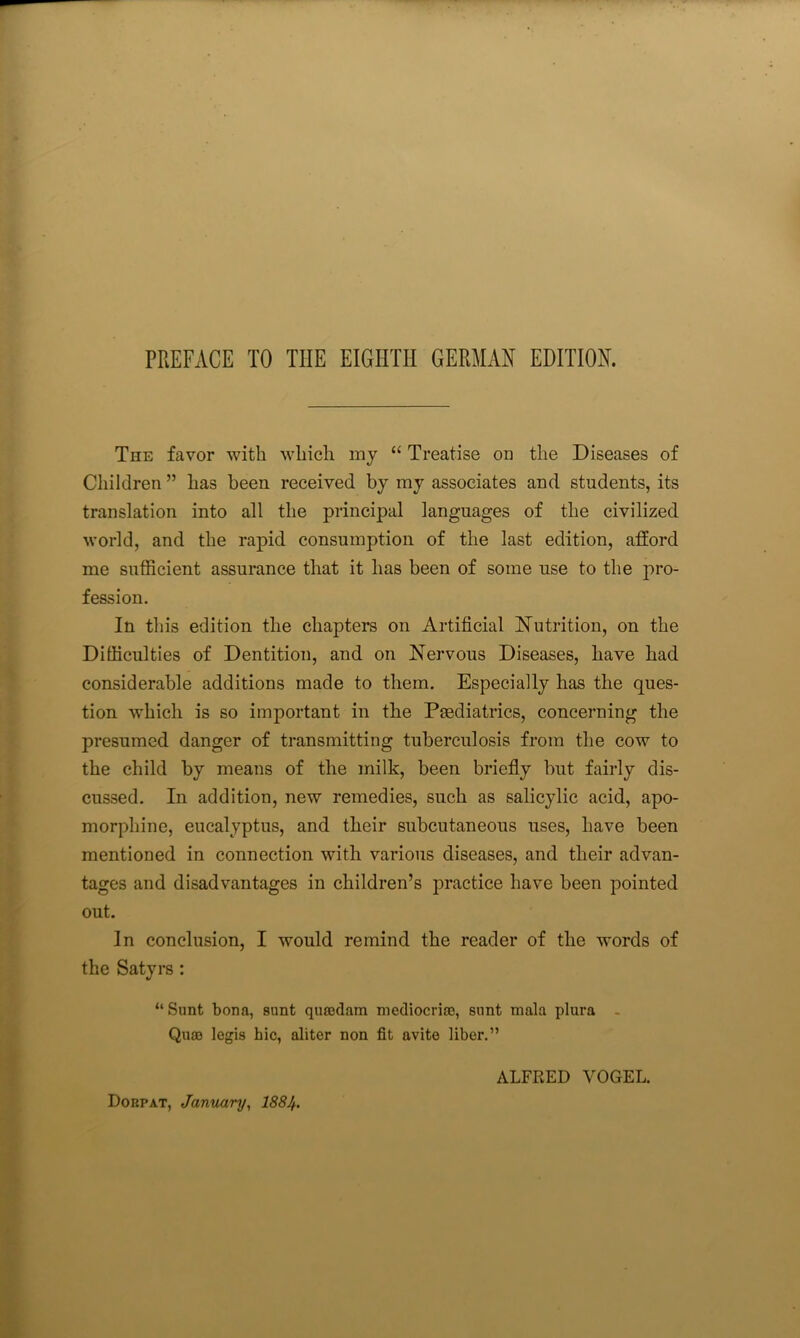 PREFACE TO THE EIGHTH GERMAN EDITION.
The favor with which my “ Treatise on the Diseases of
Children ” has been received by my associates and students, its
translation into all the principal languages of the civilized
world, and the rapid consumption of the last edition, afford
me sufficient assurance that it has been of some use to the pro-
fession.
In this edition the chapters on Artificial Nutrition, on the
Difficulties of Dentition, and on Nervous Diseases, have had
considerable additions made to them. Especially has the ques-
tion which is so important in the Pædiatrics, concerning the
presumed danger of transmitting tuberculosis from the cow to
the child by means of the milk, been briefly but fairly dis-
cussed. In addition, new remedies, such as salicylic acid, apo-
morphine, eucalyptus, and their subcutaneous uses, have been
mentioned in connection with various diseases, and their advan-
tages and disadvantages in children’s practice have been pointed
out.
In conclusion, I would remind the reader of the words of
the Satyrs :
“ Sunt bona, sunt quædam mediocriæ, sunt mala plura
Quæ legis hic, aliter non fit avite liber.”
ALFRED VOGEL.
Dorpat, January, 1884.